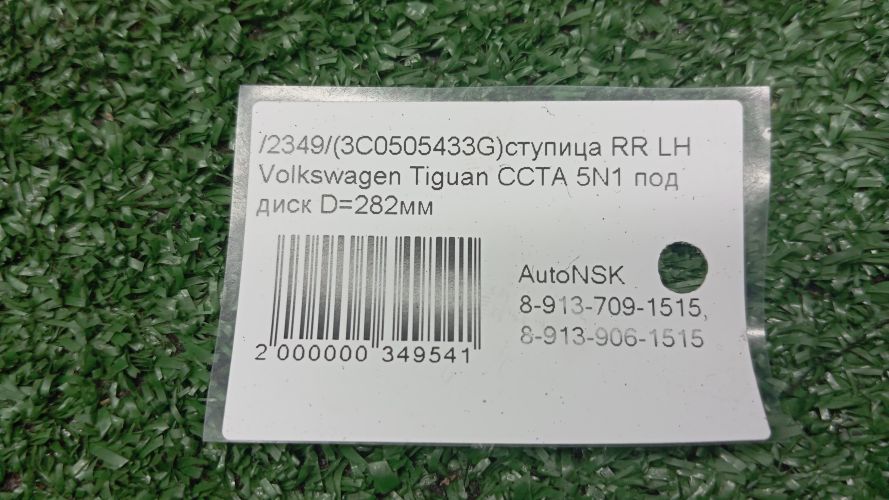 /2349/(3C0505433G)ступица RR LH
Volkswagen Tiguan CCTA 5N1 под
диск D=282мм
AutoNSK
8-913-709-1515,
8-913-906-1515
2 000000 349541